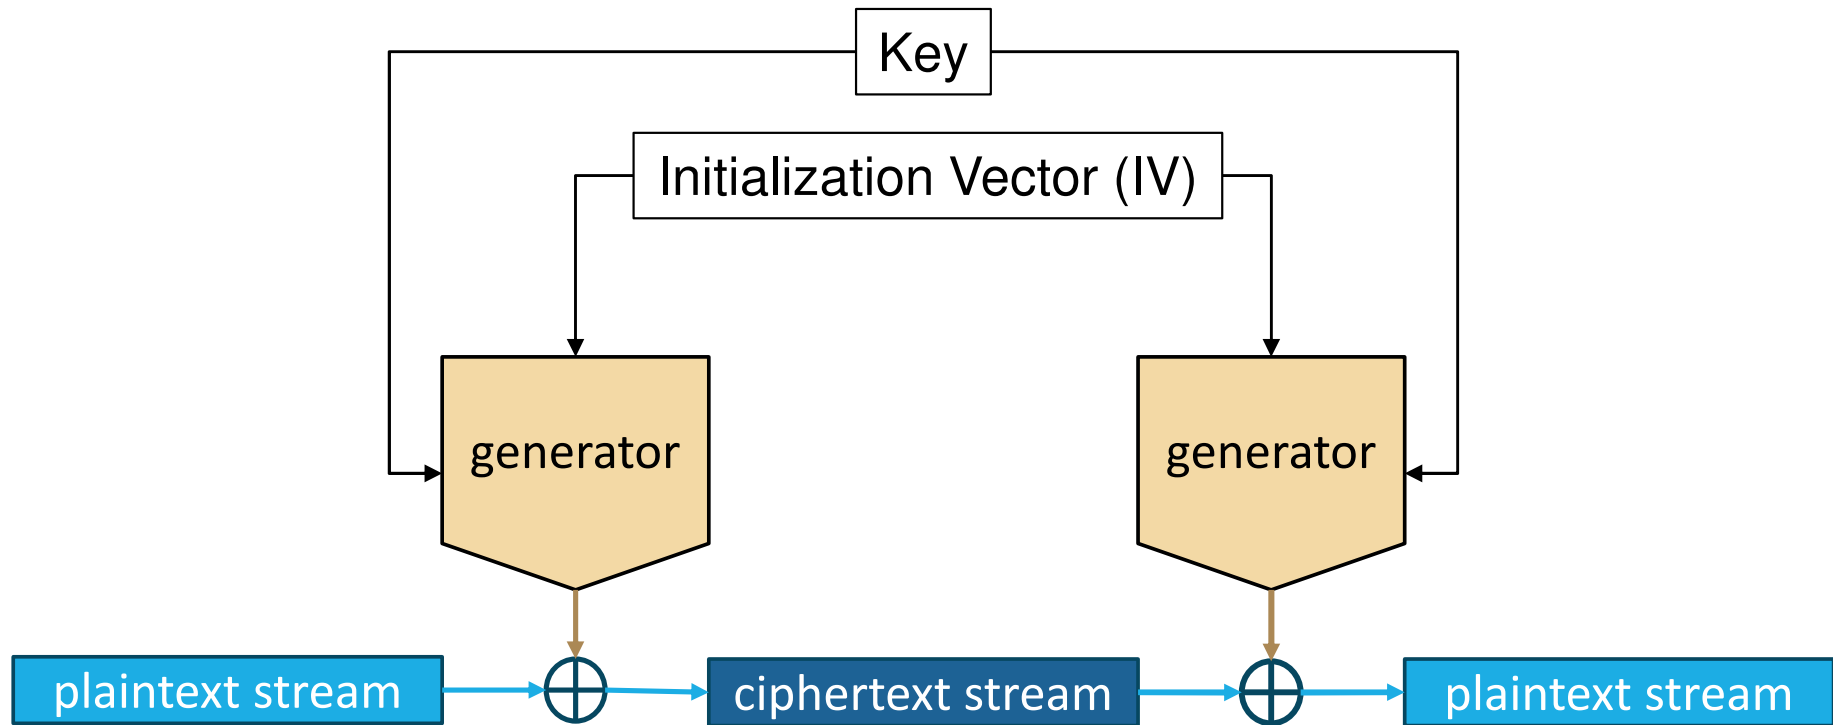 Key
Initialization Vector (IV)
generator
generator
plaintext stream
ciphertext stream
plaintext stream